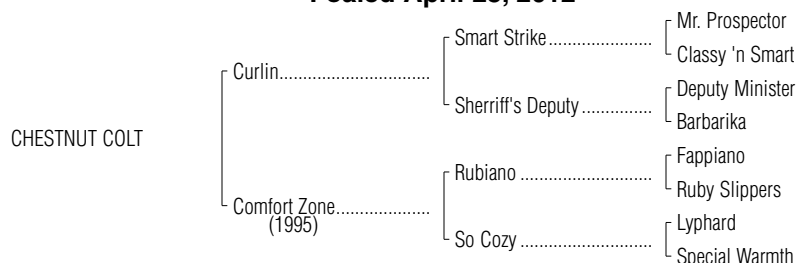 Foaled April 2012
Mr. Prospector
Smart Strike......................
Classy 'n Smart
Curlin................................
Deputy Minister
Sherriff's Deputy ..............
Barbarika
CHESTNUT COLT
Fappiano
Rubiano ...........................
Ruby Slippers
Comfort Zone....................
(1995)
Lyphard
So Cozy ...........................
Special Warmth